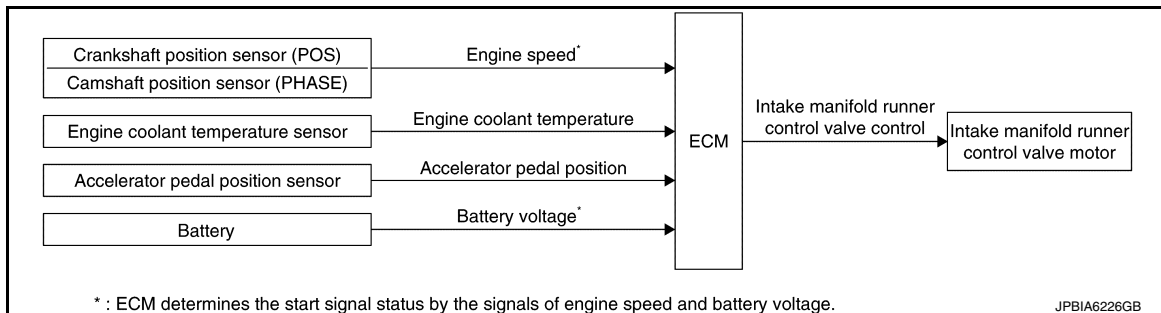 Crankshaft position sensor (POS)
Camshaft position sensor (PHASE)
Engine speed*
Engine coolant temperature sensor
Engine coolant temperature
Accelerator pedal position sensor
Accelerator pedal position
Battery
Battery voltage*
ECM
Intake manifold runner
control valve control
Intake manifold runner
control valve motor
* : ECM determines the start signal status by the signals of engine speed and battery voltage.
JPBIA6226GB